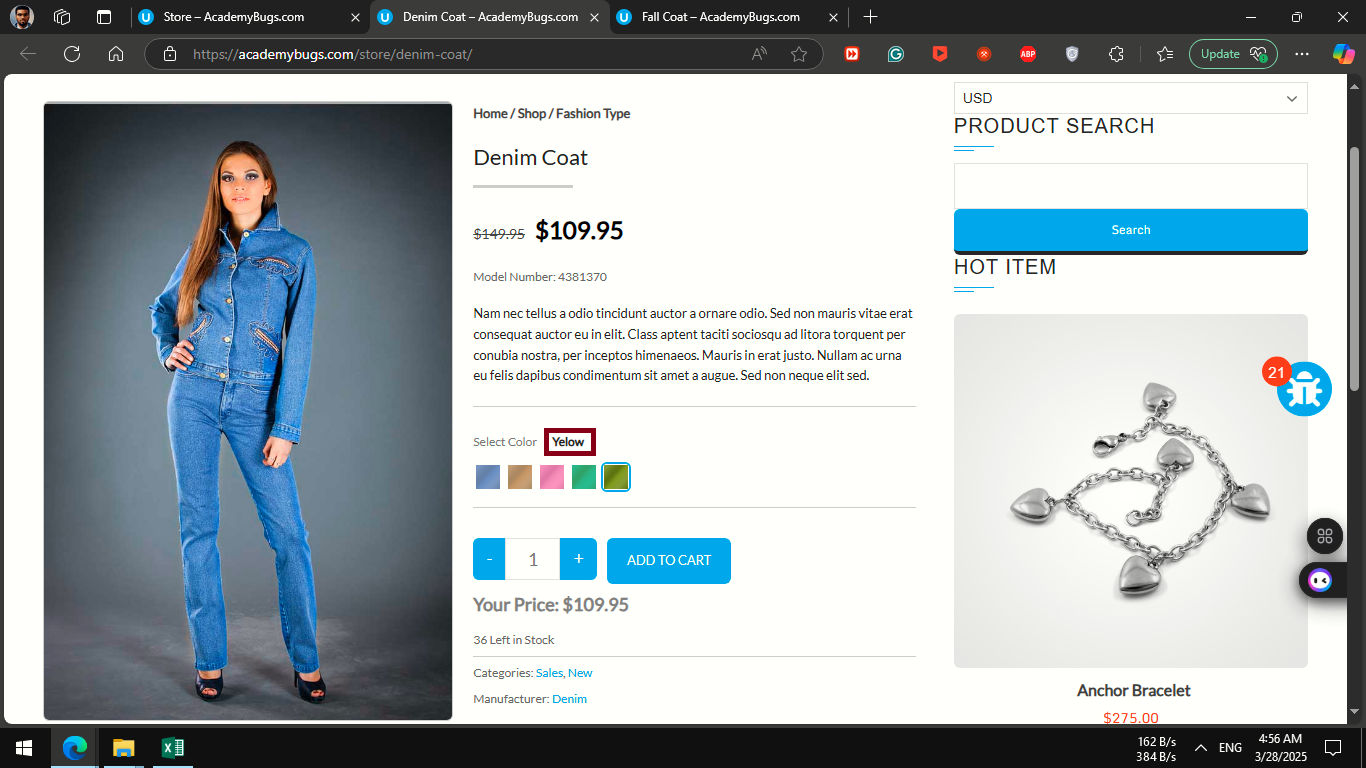 Store – AcademyBugs.com
Denim Coat – AcademyBugs.com
Fall Coat – AcademyBugs.com
https://academybugs.com/store/denim-coat/
ABP
Update
Home / Shop / Fashion Type
Denim Coat
$149.95 $109.95
Model Number: 4381370
Nam nec tellus a odio tincidunt auctor a ornare odio. Sed non mauris vitae erat
consequat auctor eu in elit. Class aptent taciti sociosqu ad litora torquent per
conubia nostra, per inceptos himenaeos. Mauris in erat justo. Nullam ac urna
eu felis dapibus condimentum sit amet a augue. Sed non neque elit sed.
Select Color Yelow
- 1 + ADD TO CART
Your Price: $109.95
36 Left in Stock
Categories: Sales, New
Manufacturer: Denim
USD
PRODUCT SEARCH
Search
HOT ITEM
21
Anchor Bracelet
$275.00
162 B/s
384 B/s
ENG
4:56 AM
3/28/2025